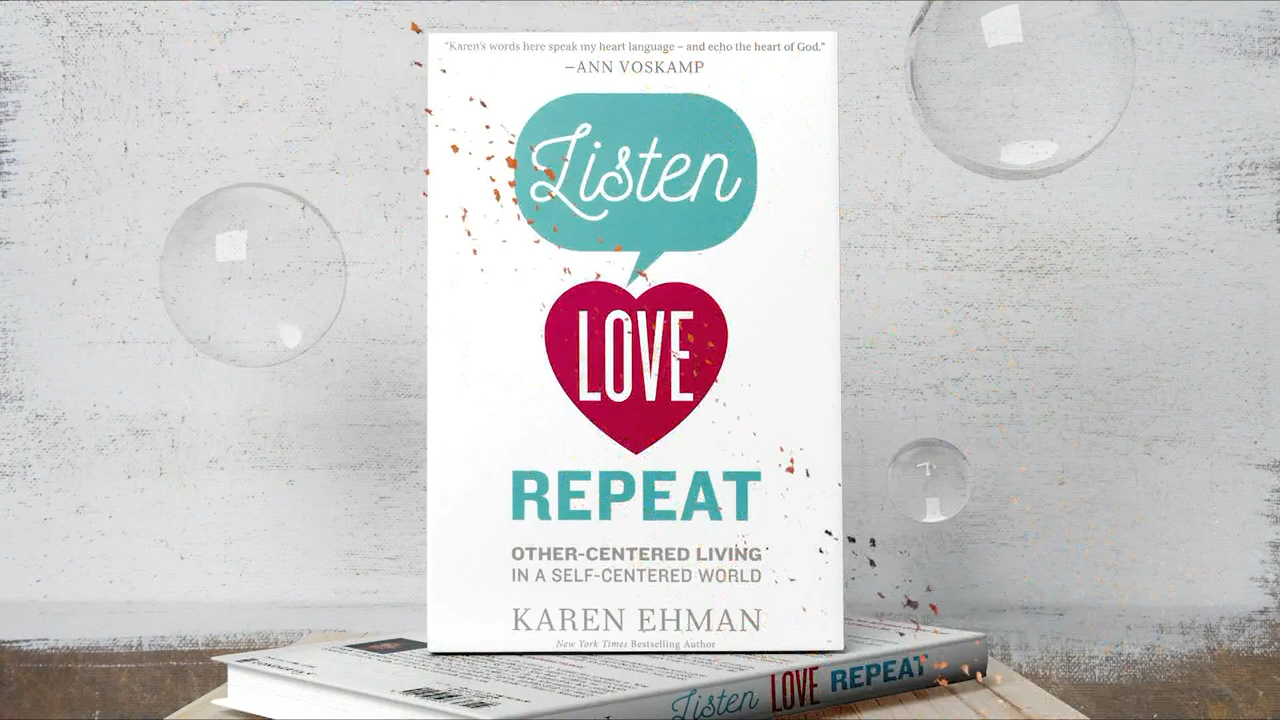 "Karen's words here speak my heart language – and echo the heart of God."
–ANN VOSKAMP
Listen
LOVE
REPEAT
OTHER-CENTERED LIVING
IN A SELF-CENTERED WORLD
KAREN EHMAN
New York Times Bestselling Author
Listen LOVE REPEAT